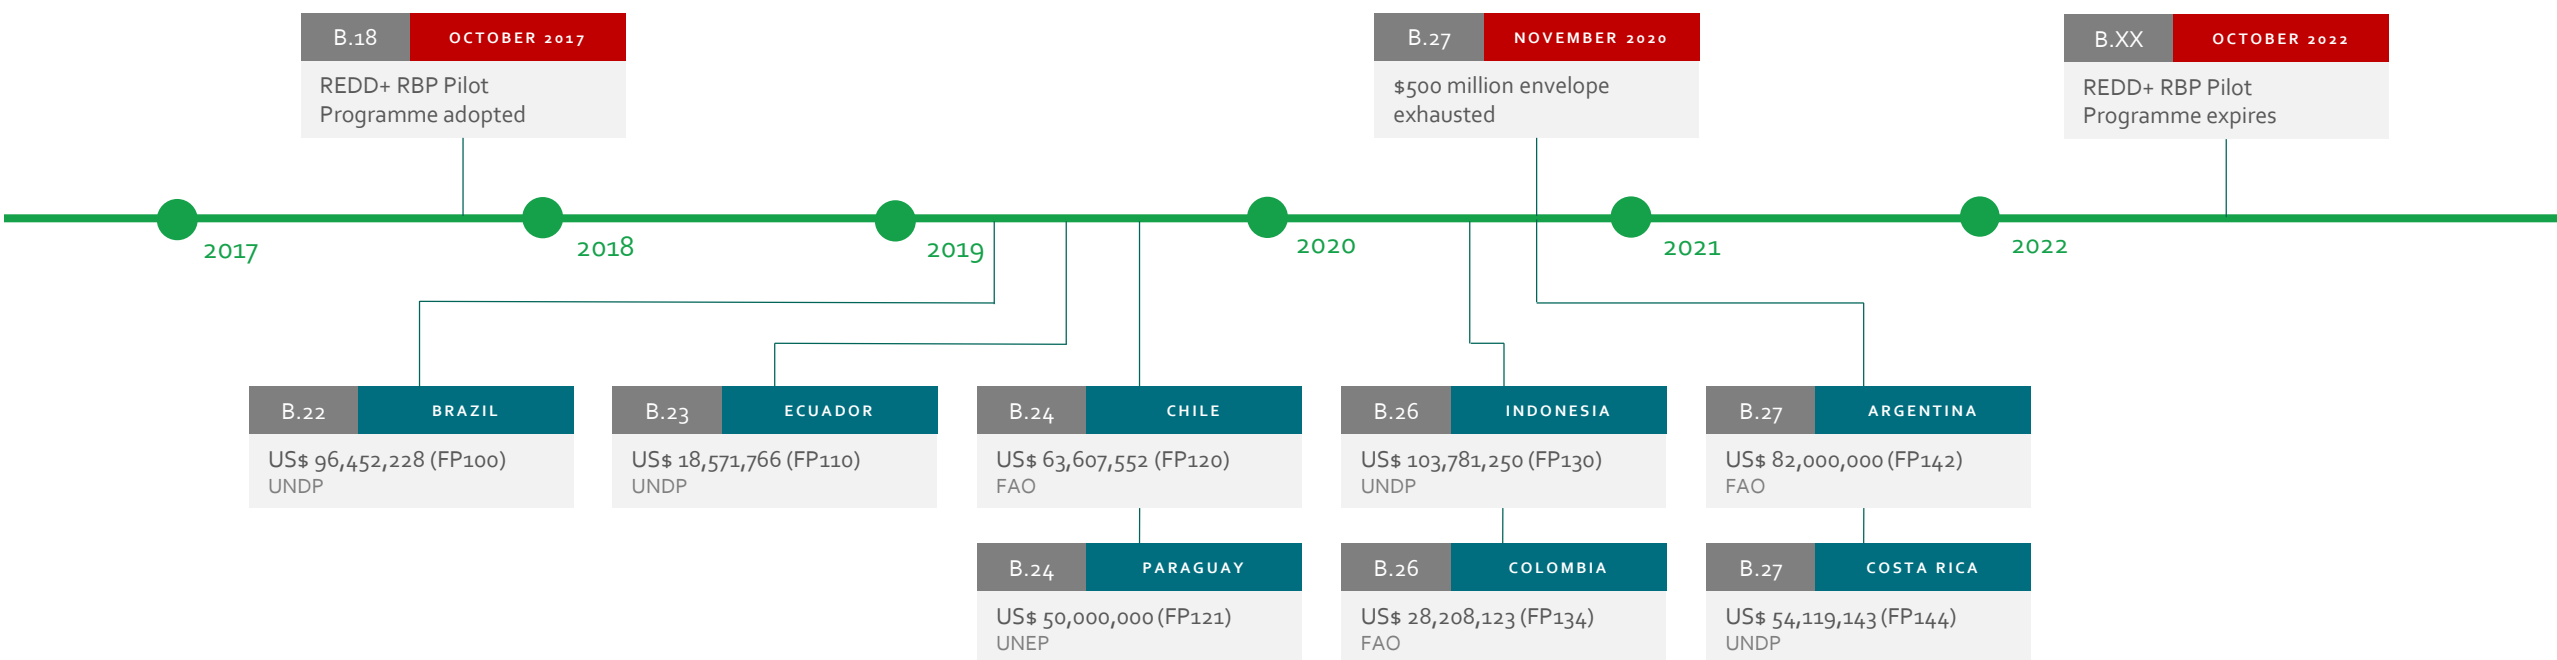 B.18 OCTOBER 2017
REDD+ RBP Pilot
Programme adopted
B.27 NOVEMBER 2020
$500 million envelope
exhausted
B.XX OCTOBER 2022
REDD+ RBP Pilot
Programme expires
2017
2018
2019
2020
2021
2022
B.22 BRAZIL
US$ 96,452,228 (FP100)
UNDP
B.23 ECUADOR
US$ 18,571,766 (FP110)
UNDP
B.24 CHILE
US$ 63,607,552 (FP120)
FAO
B.26 INDONESIA
US$ 103,781,250 (FP130)
UNDP
B.27 ARGENTINA
US$ 82,000,000 (FP142)
FAO
B.24 PARAGUAY
US$ 50,000,000 (FP121)
UNEP
B.26 COLOMBIA
US$ 28,208,123 (FP134)
FAO
B.27 COSTA RICA
US$ 54,119,143 (FP144)
UNDP